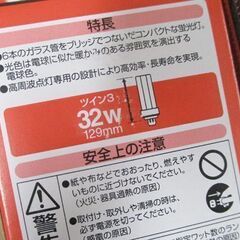 特長
●6本のガラス管をブリッジでつないだコンパクトな蛍光灯。
●光色は電球に似た暖かみのある雰囲気を演出する
電球色。
●高周波点灯専用の設計により高効率・長寿命を実現。
ツイン3
32W
129mm
安全上の注意
警
●紙や布などでおおったり、燃えやす
いものに近づけないでください。
(火災・器具過熱の原因)
●取付け・取外しや清掃の時は、
必ず電源を切ってください。
(感電の原因)